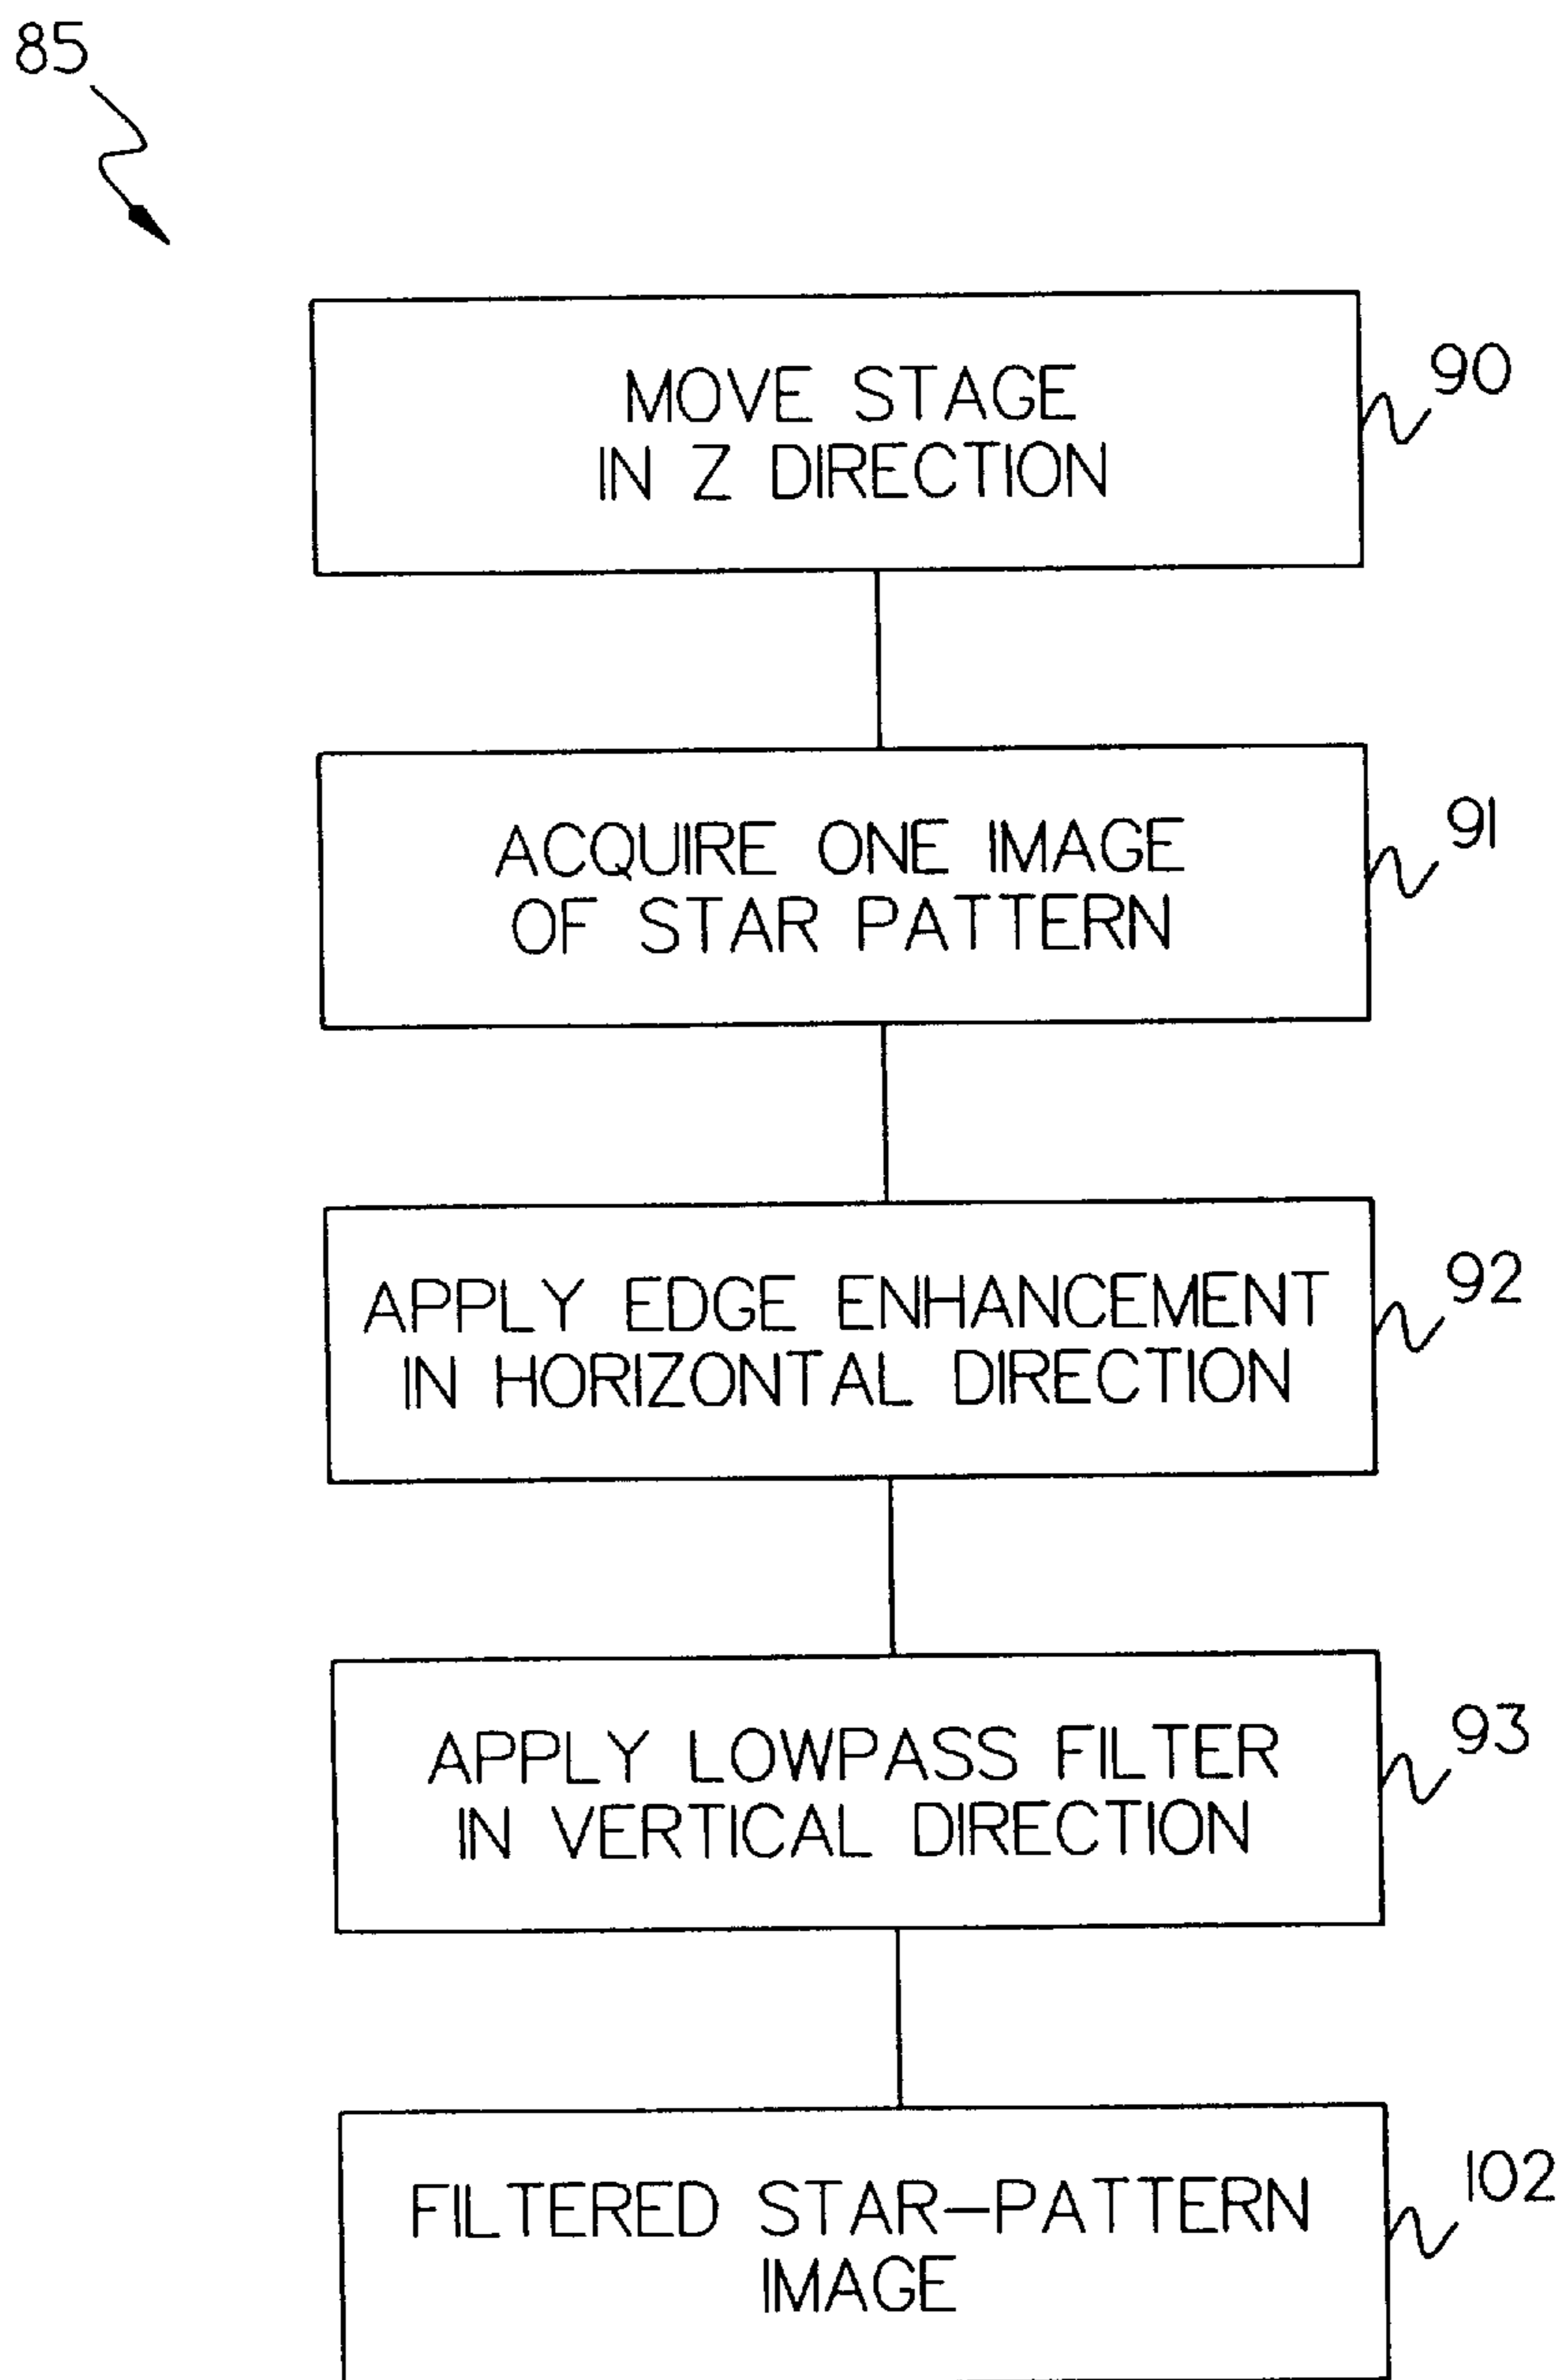 85
MOVE STAGE
IN Z DIRECTION
90
ACQUIRE ONE IMAGE
OF STAR PATTERN
91
APPLY EDGE ENHANCEMENT
IN HORIZONTAL DIRECTION
92
APPLY LOWPASS FILTER
IN VERTICAL DIRECTION
93
FILTERED STAR-PATTERN
IMAGE
102